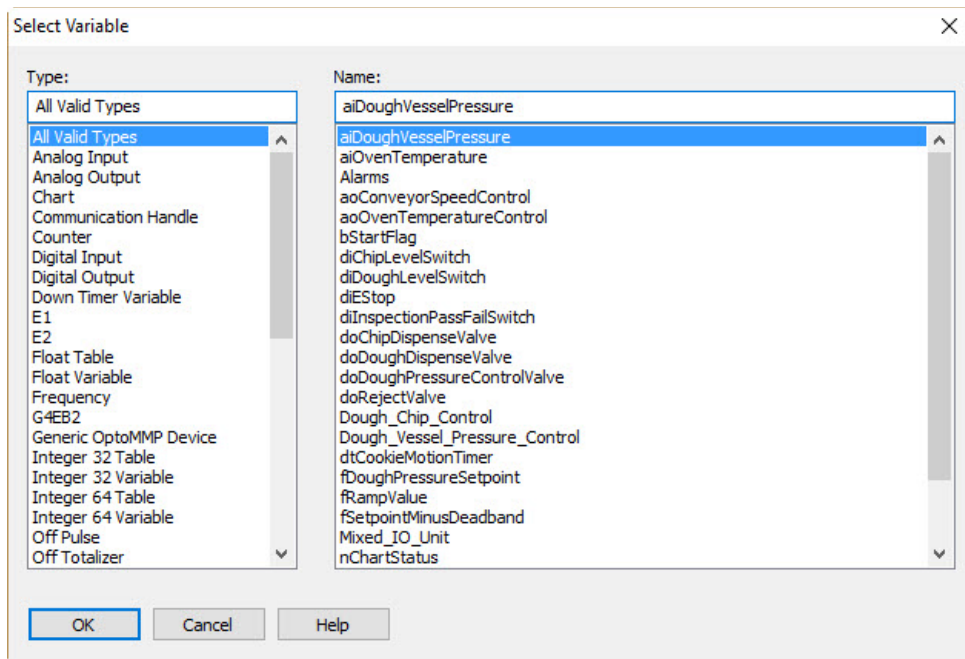 Select Variable
Type:
All Valid Types
All Valid Types
Analog Input
Analog Output
Chart
Communication Handle
Counter
Digital Input
Digital Output
Down Timer Variable
E1
E2
Float Table
Float Variable
Frequency
G4EB2
Generic OptoMMP Device
Integer 32 Table
Integer 32 Variable
Integer 64 Table
Integer 64 Variable
Off Pulse
Off Totalizer
Name:
aiDoughVesselPressure
aiDoughVesselPressure
aiOvenTemperature
Alarms
aoConveyorSpeedControl
aoOvenTemperatureControl
bStartFlag
diChipLevelSwitch
diDoughLevelSwitch
diEStop
diInspectionPassFailSwitch
doChipDispenseValve
doDoughDispenseValve
doDoughPressureControlValve
doRejectValve
Dough_Chip_Control
Dough_Vessel_Pressure_Control
dtCookieMotionTimer
fDoughPressureSetpoint
fRampValue
fSetpointMinusDeadband
Mixed_IO_Unit
nChartStatus
OK
Cancel
Help